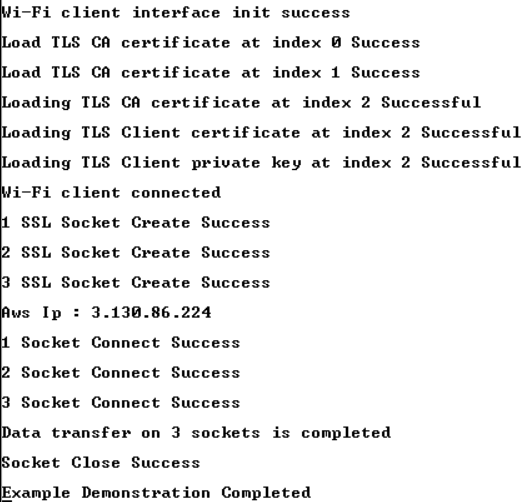 Wi-Fi client interface init success
Load TLS CA certificate at index 0 Success
Load TLS CA certificate at index 1 Success
Loading TLS CA certificate at index 2 Successful
Loading TLS Client certificate at index 2 Successful
Loading TLS Client private key at index 2 Successful
Wi-Fi client connected
1 SSL Socket Create Success
2 SSL Socket Create Success
3 SSL Socket Create Success
Aws Ip : 3.130.86.224
1 Socket Connect Success
2 Socket Connect Success
3 Socket Connect Success
Data transfer on 3 sockets is completed
Socket Close Success
Example Demonstration Completed